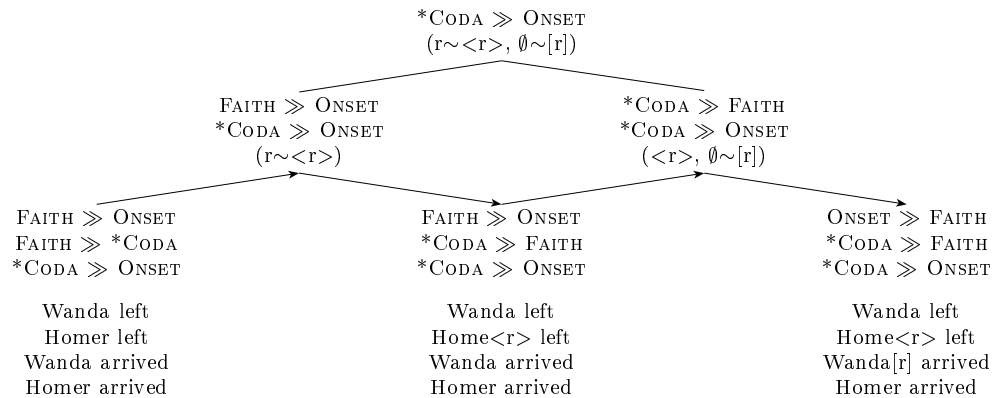 *CODA ≫ ONSET
(r∼<r>, ∅∼[r])
FAITH ≫ ONSET
*CODA ≫ ONSET
(r∼<r>)
*CODA ≫ FAITH
*CODA ≫ ONSET
(<r>, ∅∼[r])
FAITH ≫ ONSET
FAITH ≫ *CODA
*CODA ≫ ONSET
Wanda left
Homer left
Wanda arrived
Homer arrived
FAITH ≫ ONSET
*CODA ≫ FAITH
*CODA ≫ ONSET
Wanda left
Home<r> left
Wanda arrived
Homer arrived
ONSET ≫ FAITH
*CODA ≫ FAITH
*CODA ≫ ONSET
Wanda left
Home<r> left
Wanda[r] arrived
Homer arrived